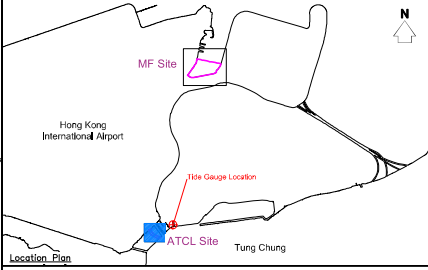 N
MF Site
Hong Kong
International Airport
Tide Gauge Location
ATCL Site
Tung Chung
Location Plan